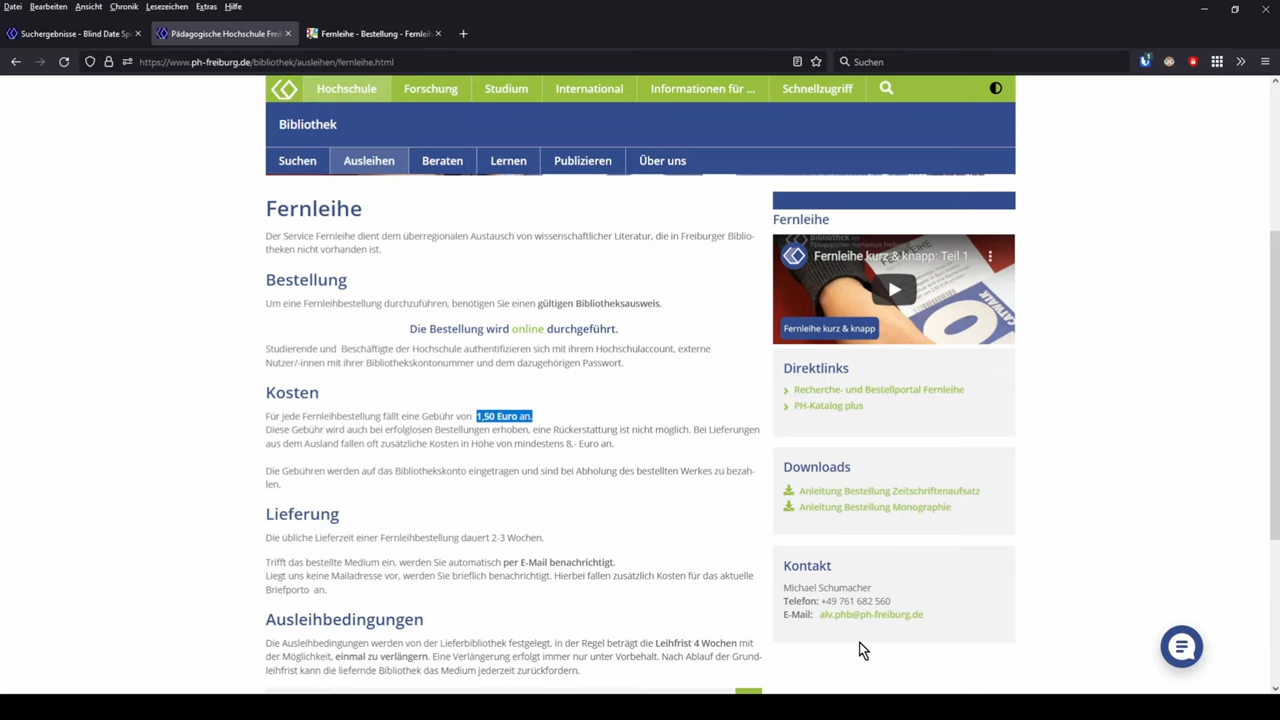 Datei Bearbeiten Ansicht Chronik Lesezeichen Extras Hilfe
Suchergebnisse - Blind Date Sp
Pädagogische Hochschule Frei
Fernleihe - Bestellung - Fernleih
https://www.ph-freiburg.de/bibliothek/ausleihen/fernleihe.html
Suchen
Hochschule Forschung Studium International Informationen für ... Schnellzugriff
Bibliothek
Suchen Ausleihen Beraten Lernen Publizieren Über uns
Fernleihe
Der Service Fernleihe dient dem überregionalen Austausch von wissenschaftlicher Literatur, die in Freiburger Biblio-
theken nicht vorhanden ist.
Bestellung
Um eine Fernleihbestellung durchzuführen, benötigen Sie einen gültigen Bibliotheksausweis.
Die Bestellung wird online durchgeführt.
Studierende und Beschäftigte der Hochschule authentifizieren sich mit ihrem Hochschulaccount, externe
Nutzer/-innen mit ihrer Bibliothekskontonummer und dem dazugehörigen Passwort.
Kosten
Für jede Fernleihbestellung fällt eine Gebühr von 1,50 Euro an.
Diese Gebühr wird auch bei erfolglosen Bestellungen erhoben, eine Rückerstattung ist nicht möglich. Bei Lieferungen
aus dem Ausland fallen oft zusätzliche Kosten in Höhe von mindestens 8,- Euro an.
Die Gebühren werden auf das Bibliothekskonto eingetragen und sind bei Abholung des bestellten Werkes zu bezah-
len.
Lieferung
Die übliche Lieferzeit einer Fernleihbestellung dauert 2-3 Wochen.
Trifft das bestellte Medium ein, werden Sie automatisch per E-Mail benachrichtigt.
Liegt uns keine Mailadresse vor, werden Sie brieflich benachrichtigt. Hierbei fallen zusätzlich Kosten für das aktuelle
Briefporto an.
Ausleihbedingungen
Die Ausleihbedingungen werden von der Lieferbibliothek festgelegt, in der Regel beträgt die Leihfrist 4 Wochen mit
der Möglichkeit, einmal zu verlängern. Eine Verlängerung erfolgt immer nur unter Vorbehalt. Nach Ablauf der Grund-
leihfrist kann die liefernde Bibliothek das Medium jederzeit zurückfordern.
Fernleihe
Bibliothek
Pädagogische Hochschule Freiburg
Fernleihe kurz & knapp: Teil 1
FERNLEIHE
CATWALK
Fernleihe kurz & knapp
Direktlinks
Recherche- und Bestellportal Fernleihe
PH-Katalog plus
Downloads
Anleitung Bestellung Zeitschriftenaufsatz
Anleitung Bestellung Monographie
Kontakt
Michael Schumacher
Telefon: +49 761 682 560
E-Mail: alv.phb@ph-freiburg.de